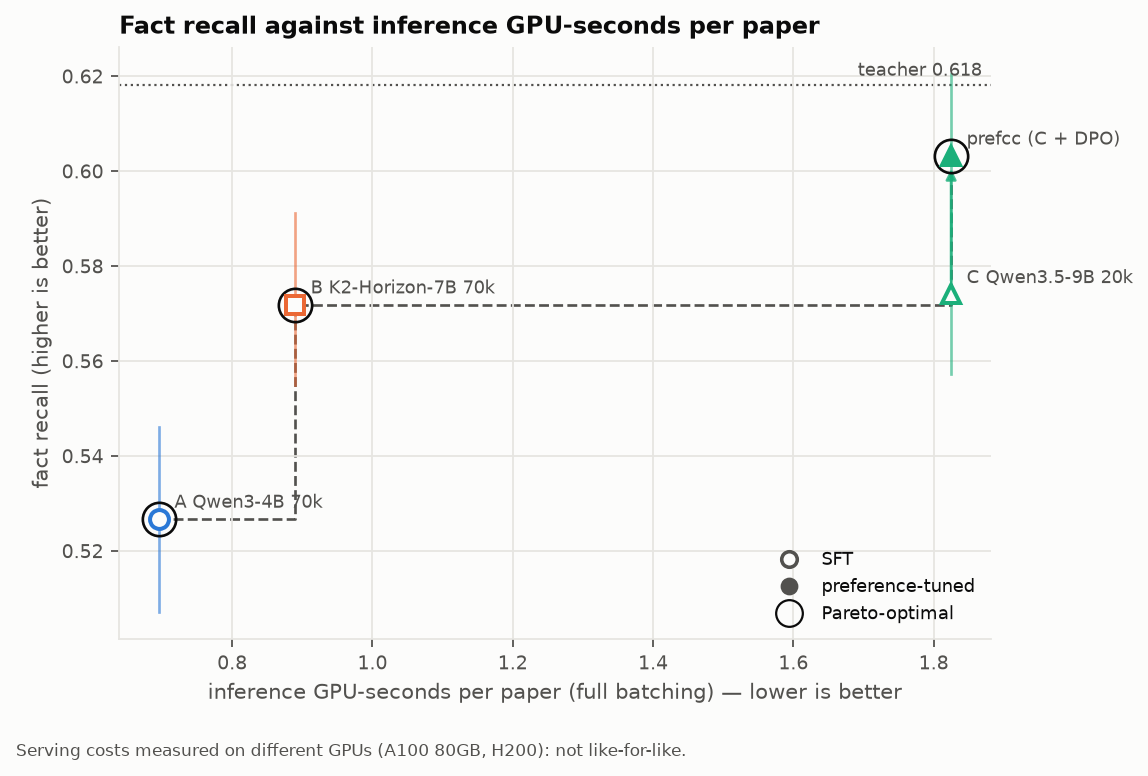 Fact recall against inference GPU-seconds per paper
teacher 0.618
0.62
prefcc (C + DPO)
0.60
C Qwen3.5-9B 20k
0.58
B K2-Horizon-7B 70k
0.56
0.54
A Qwen3-4B 70k
0.52
fact recall (higher is better)
SFT
preference-tuned
Pareto-optimal
0.8 1.0 1.2 1.4 1.6 1.8
inference GPU-seconds per paper (full batching) — lower is better
Serving costs measured on different GPUs (A100 80GB, H200): not like-for-like.